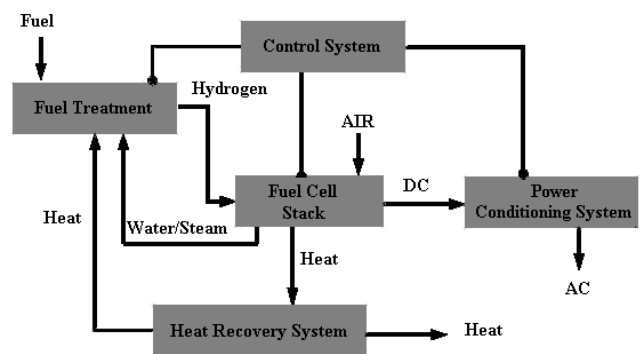 Fuel
Control System
Fuel Treatment
Hydrogen
AIR
Fuel Cell
Stack
DC
Power
Conditioning System
Heat
Water/Steam
Heat
AC
Heat Recovery System
Heat